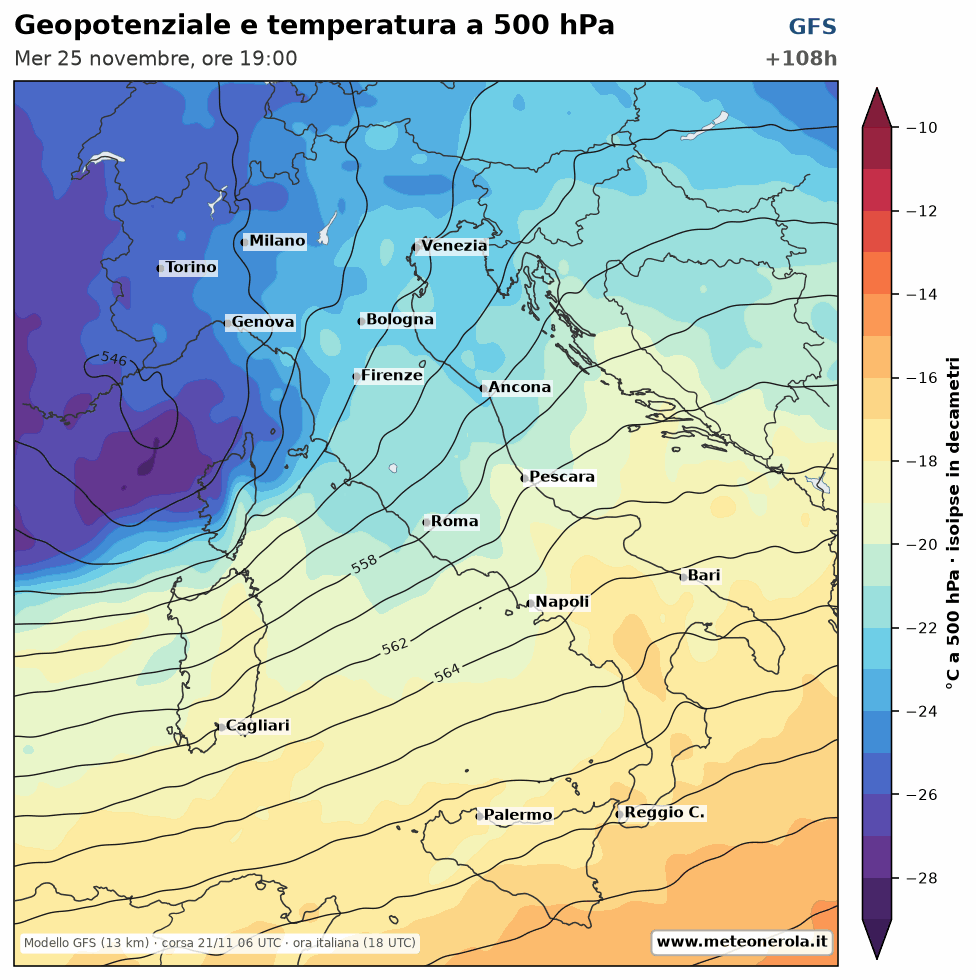 Geopotenziale e temperatura a 500 hPa
GFS
Mer 25 novembre, ore 19:00
+108h
−10
−12
−14
−16
−18
−20
−22
−24
−26
−28
°C a 500 hPa · isoipse in decametri
Milano
Venezia
Torino
Genova
Bologna
546
Firenze
Ancona
Pescara
Roma
558
Bari
Napoli
562
564
Cagliari
Palermo
Reggio C.
Modello GFS (13 km) · corsa 21/11 06 UTC · ora italiana (18 UTC)
www.meteonerola.it